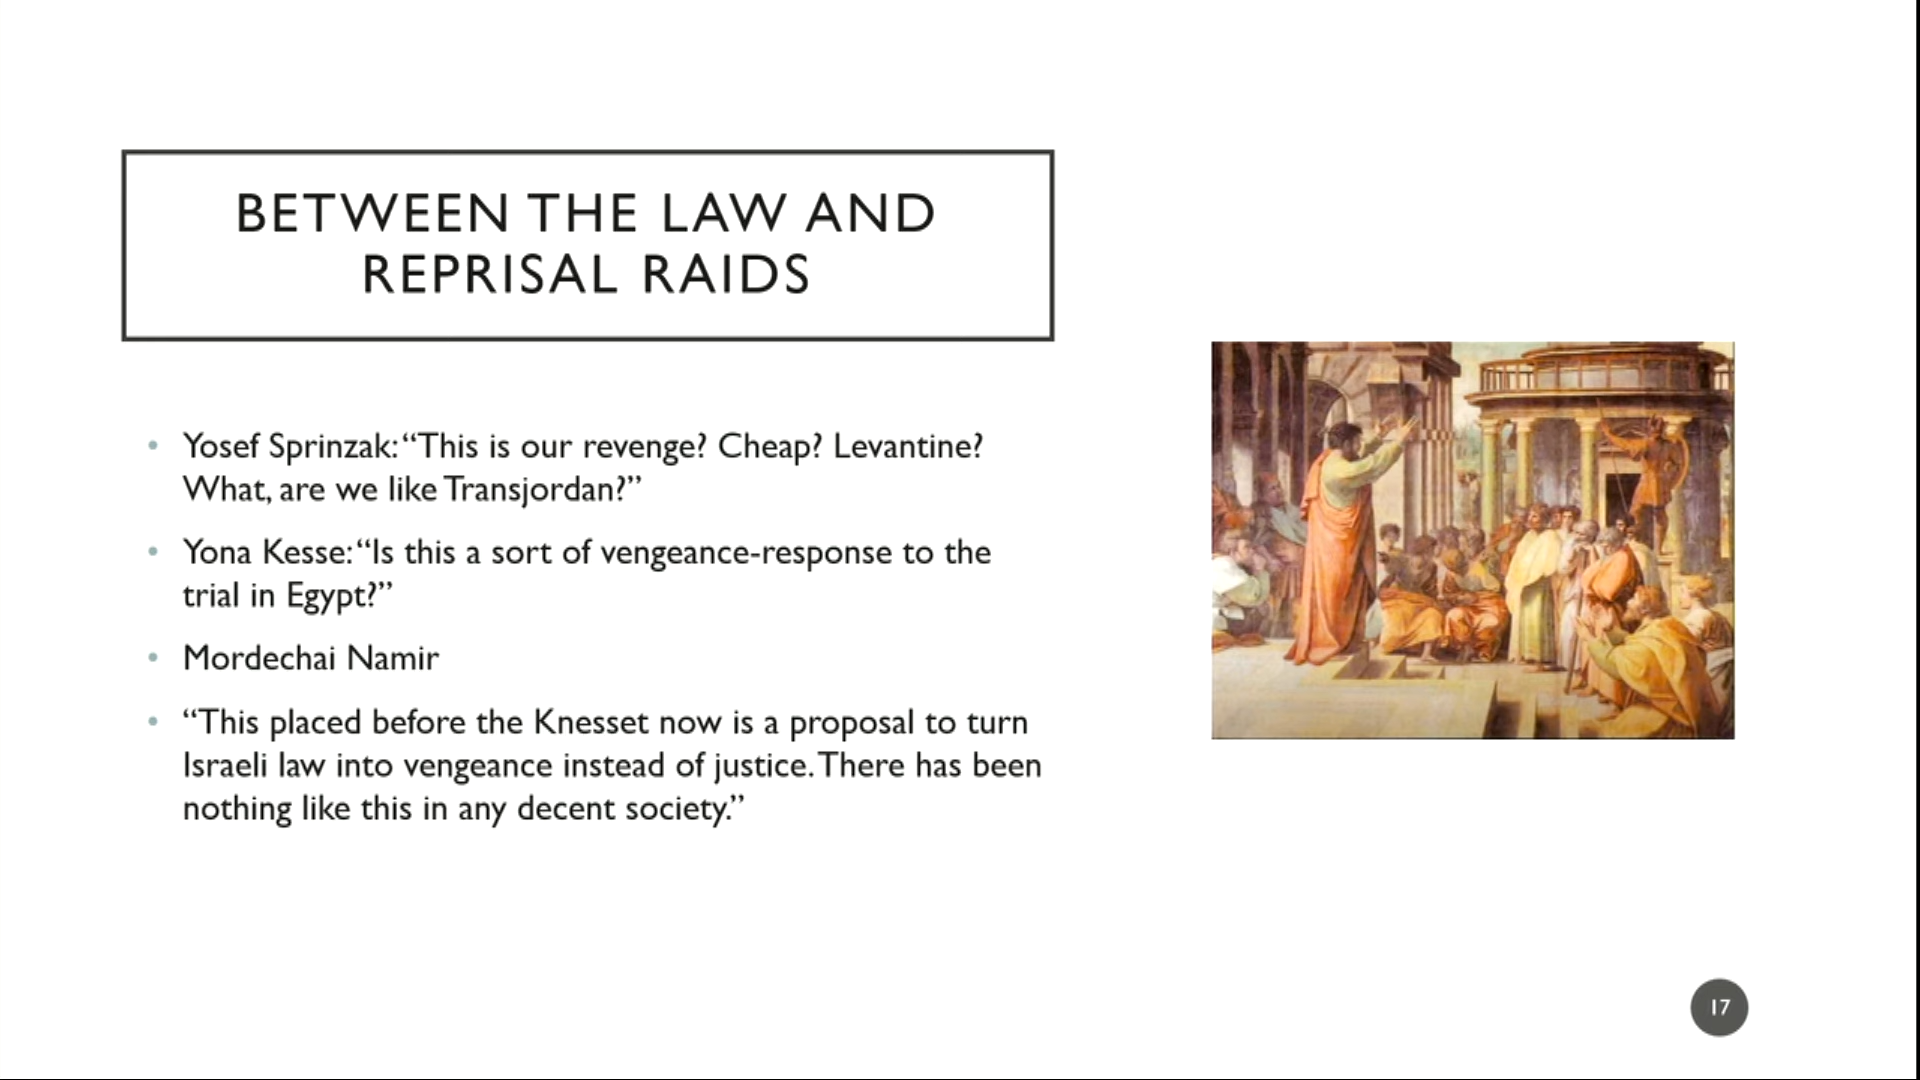 BETWEEN THE LAW AND
REPRISAL RAIDS
• Yosef Sprinzak: “This is our revenge? Cheap? Levantine?
What, are we like Transjordan?”
• Yona Kesse: “Is this a sort of vengeance-response to the
trial in Egypt?”
• Mordechai Namir
• “This placed before the Knesset now is a proposal to turn
Israeli law into vengeance instead of justice. There has been
nothing like this in any decent society.”
17